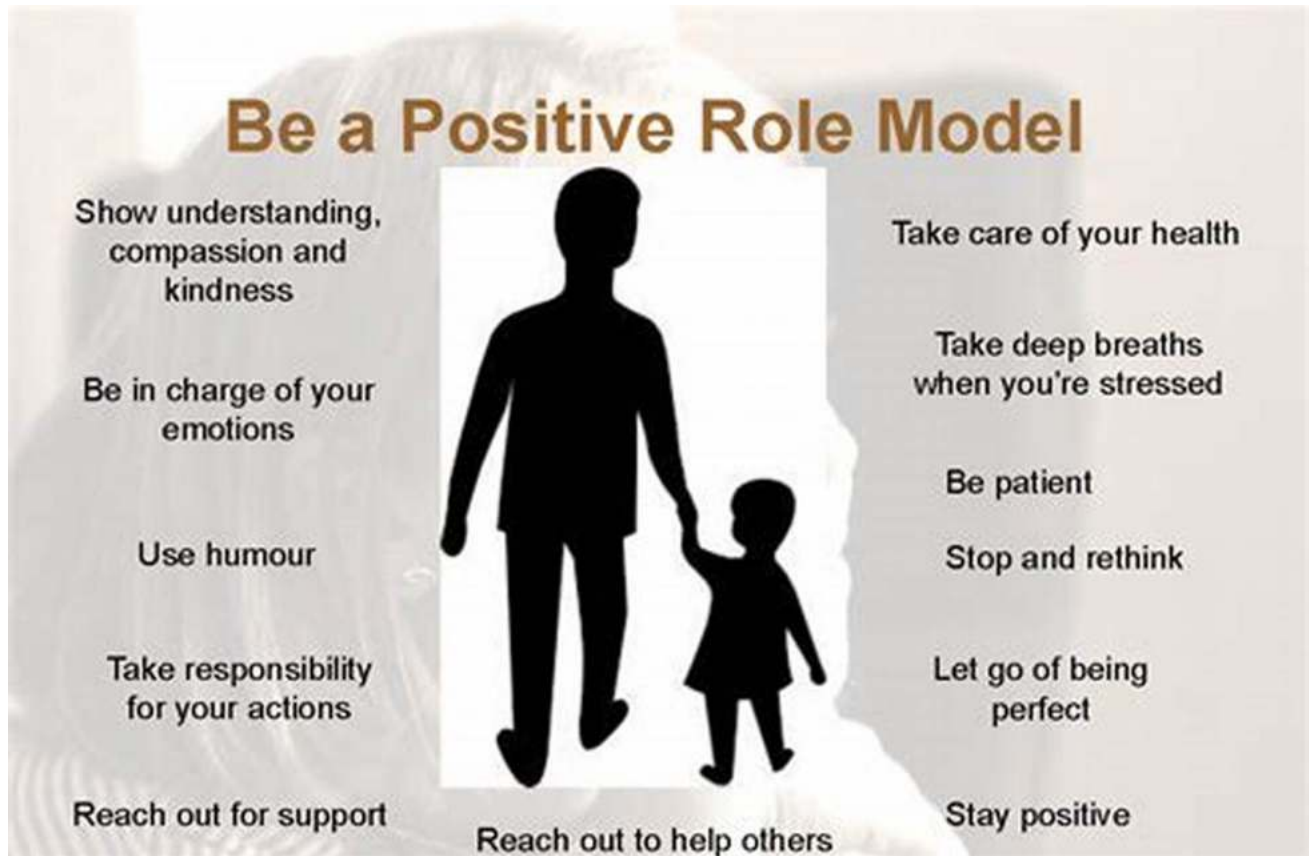 Be a Positive Role Model
Show understanding,
compassion and
kindness
Be in charge of your
emotions
Use humour
Take responsibility
for your actions
Reach out for support
Reach out to help others
Take care of your health
Take deep breaths
when you're stressed
Be patient
Stop and rethink
Let go of being
perfect
Stay positive